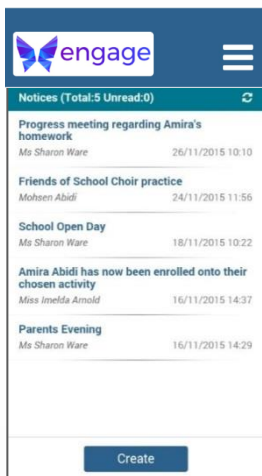 engage
Notices (Total:5 Unread:0)
Progress meeting regarding Amira's
homework
Ms Sharon Ware 26/11/2015 10:10
Friends of School Choir practice
Mohsen Abidi 24/11/2015 11:56
School Open Day
Ms Sharon Ware 18/11/2015 10:22
Amira Abidi has now been enrolled onto their
chosen activity
Miss Imelda Arnold 16/11/2015 14:37
Parents Evening
Ms Sharon Ware 16/11/2015 14:29
Create